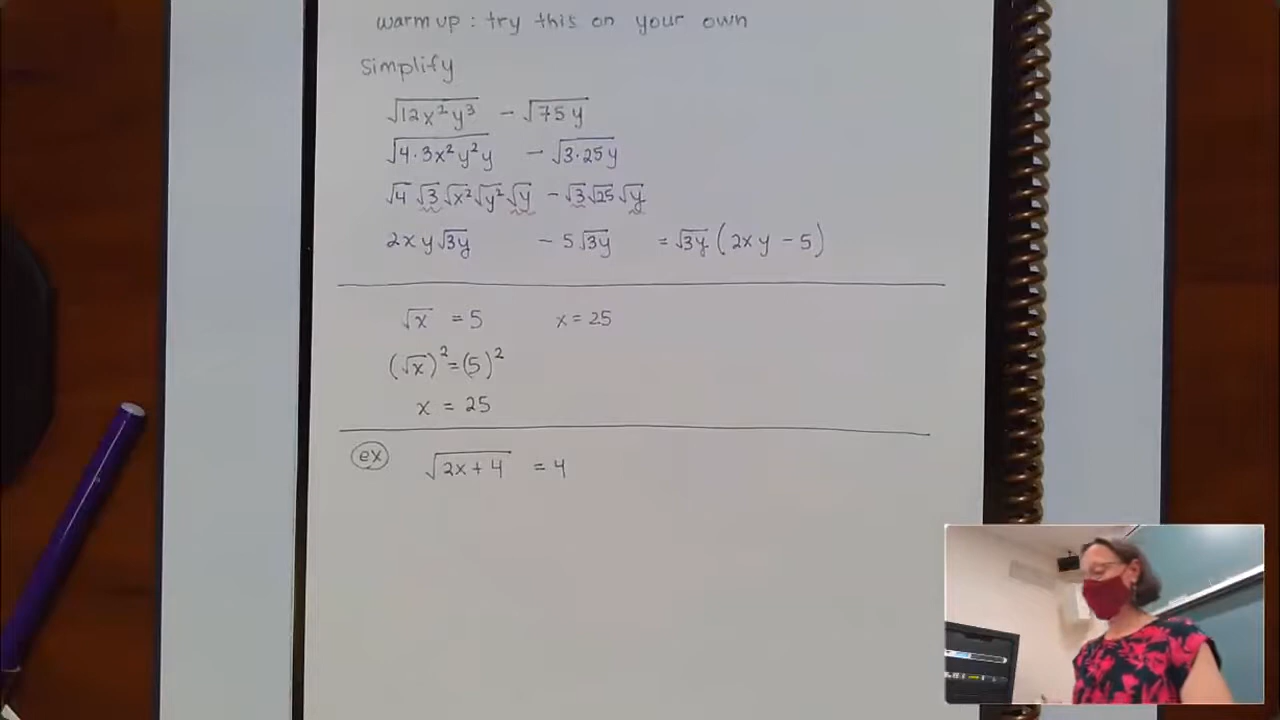 warm up : try this on your own
Simplify
√12x²y³ - √75y
√4·3x²y²y - √3·25y
√4 √3 √x² √y² √y - √3 √25 √y
2xy√3y - 5√3y = √3y (2xy - 5)
√x = 5 x = 25
(√x)² = (5)²
x = 25
ex √2x+4 = 4